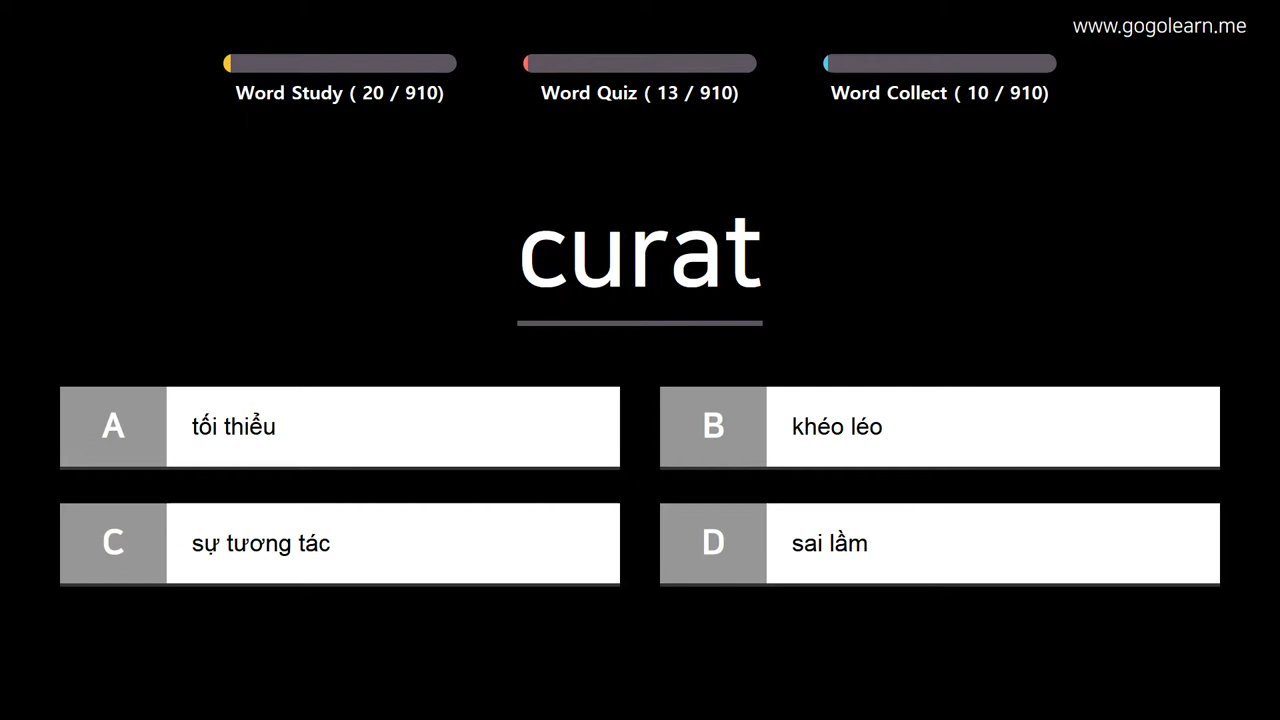 www.gogolearn.me
Word Study ( 20 / 910)
Word Quiz ( 13 / 910)
Word Collect ( 10 / 910)
curat
A
tối thiểu
B
khéo léo
C
sự tương tác
D
sai lầm